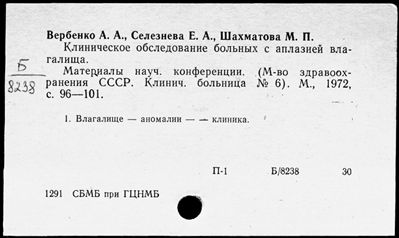 Вербенко А. А., Селезнева Е. А., Шахматова М. П.
Клиническое обследование больных с аплазией вла-
галища.
Материалы науч. конференции. (М-во здравоох-
ранения СССР. Клинич. больница № 6). М., 1972,
с. 96—101.
Б
8238
1. Влагалище — аномалии — — клиника.
П-1 Б/8238 30
1291 СБМБ при ГЦНМБ